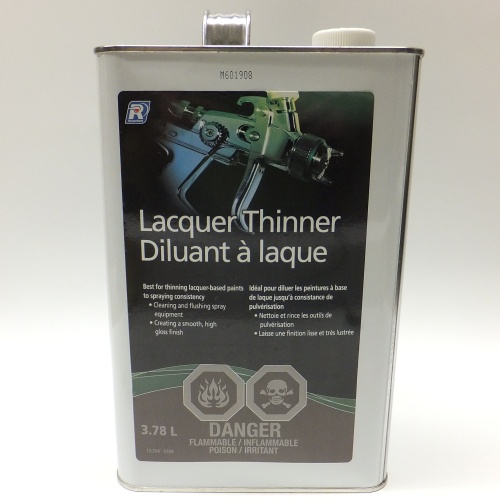 M601908
R
Lacquer Thinner
Diluant à laque
Best for thinning lacquer-based paints
to spraying consistency
• Cleaning and flushing spray
equipment
• Creating a smooth, high
gloss finish
Idéal pour diluer les peintures à base
de laque jusqu'à consistance de
pulvérisation
• Nettoie et rince les outils de
pulvérisation
• Laisse une finition lisse et très lustrée
3.78 L
DANGER
FLAMMABLE / INFLAMMABLE
POISON / IRRITANT